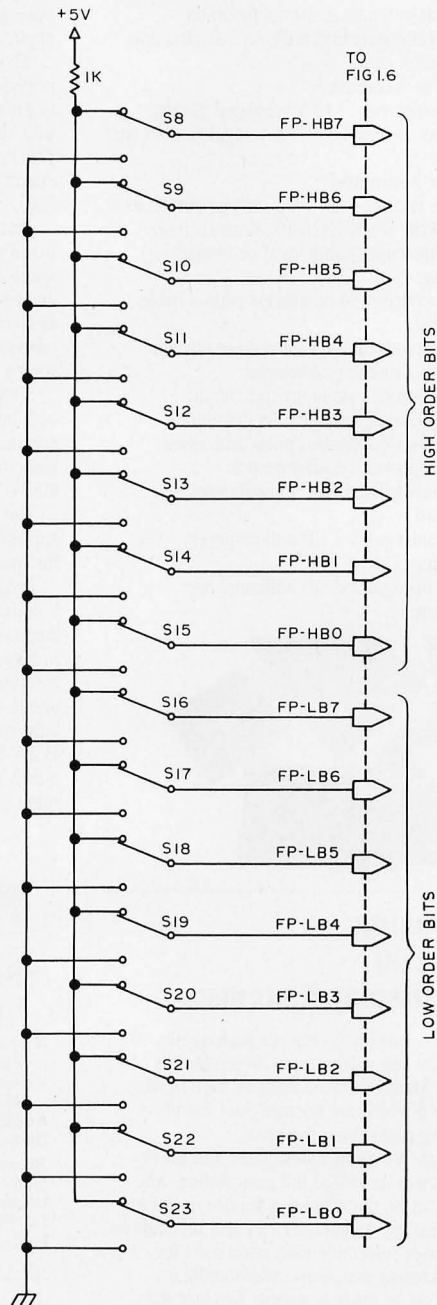 +5V
1K
TO
FIG 1.6
S8 FP-HB7
S9 FP-HB6
S10 FP-HB5
S11 FP-HB4
S12 FP-HB3
S13 FP-HB2
S14 FP-HB1
S15 FP-HB0
HIGH ORDER BITS
S16 FP-LB7
S17 FP-LB6
S18 FP-LB5
S19 FP-LB4
S20 FP-LB3
S21 FP-LB2
S22 FP-LB1
S23 FP-LB0
LOW ORDER BITS